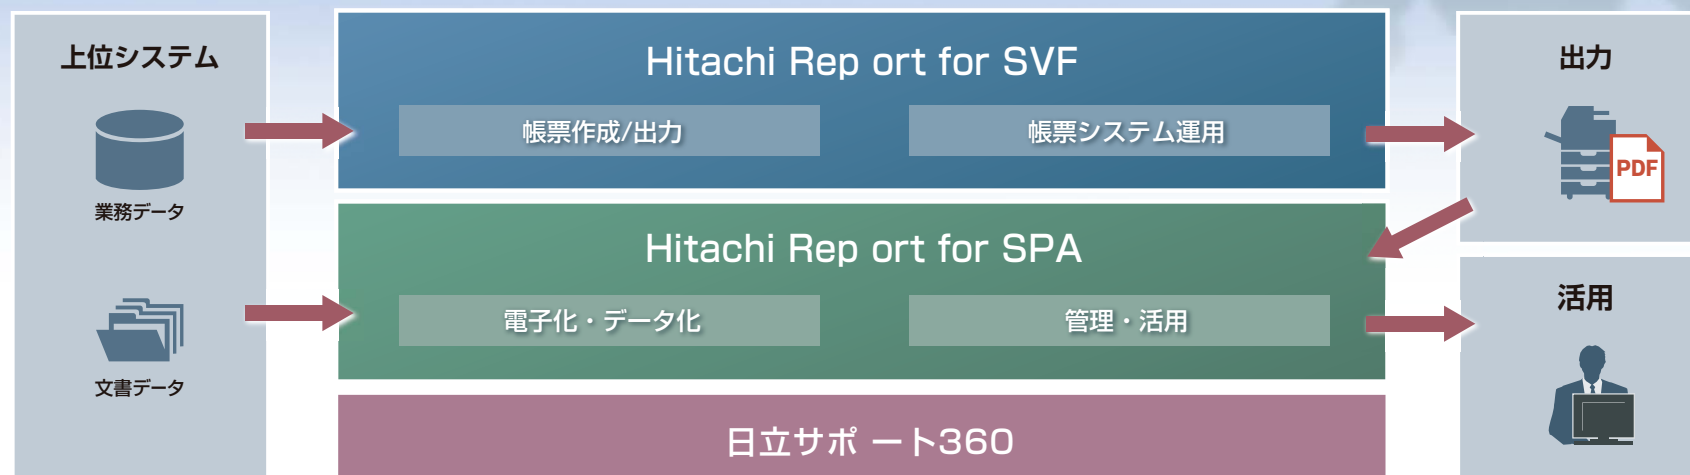 上位システム
業務データ
文書データ
Hitachi Rep ort for SVF
帳票作成/出力
帳票システム運用
Hitachi Rep ort for SPA
電子化・データ化
管理・活用
日立サポ ート360
出力
PDF
活用